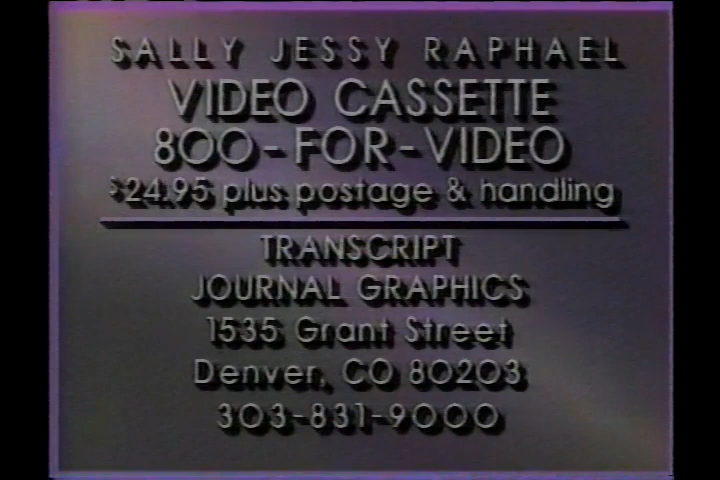 SALLY JESSY RAPHAEL
VIDEO CASSETTE
800-FOR-VIDEO
$24.95 plus postage & handling
TRANSCRIPT
JOURNAL GRAPHICS
1535 Grant Street
Denver, CO 80203
303-831-9000